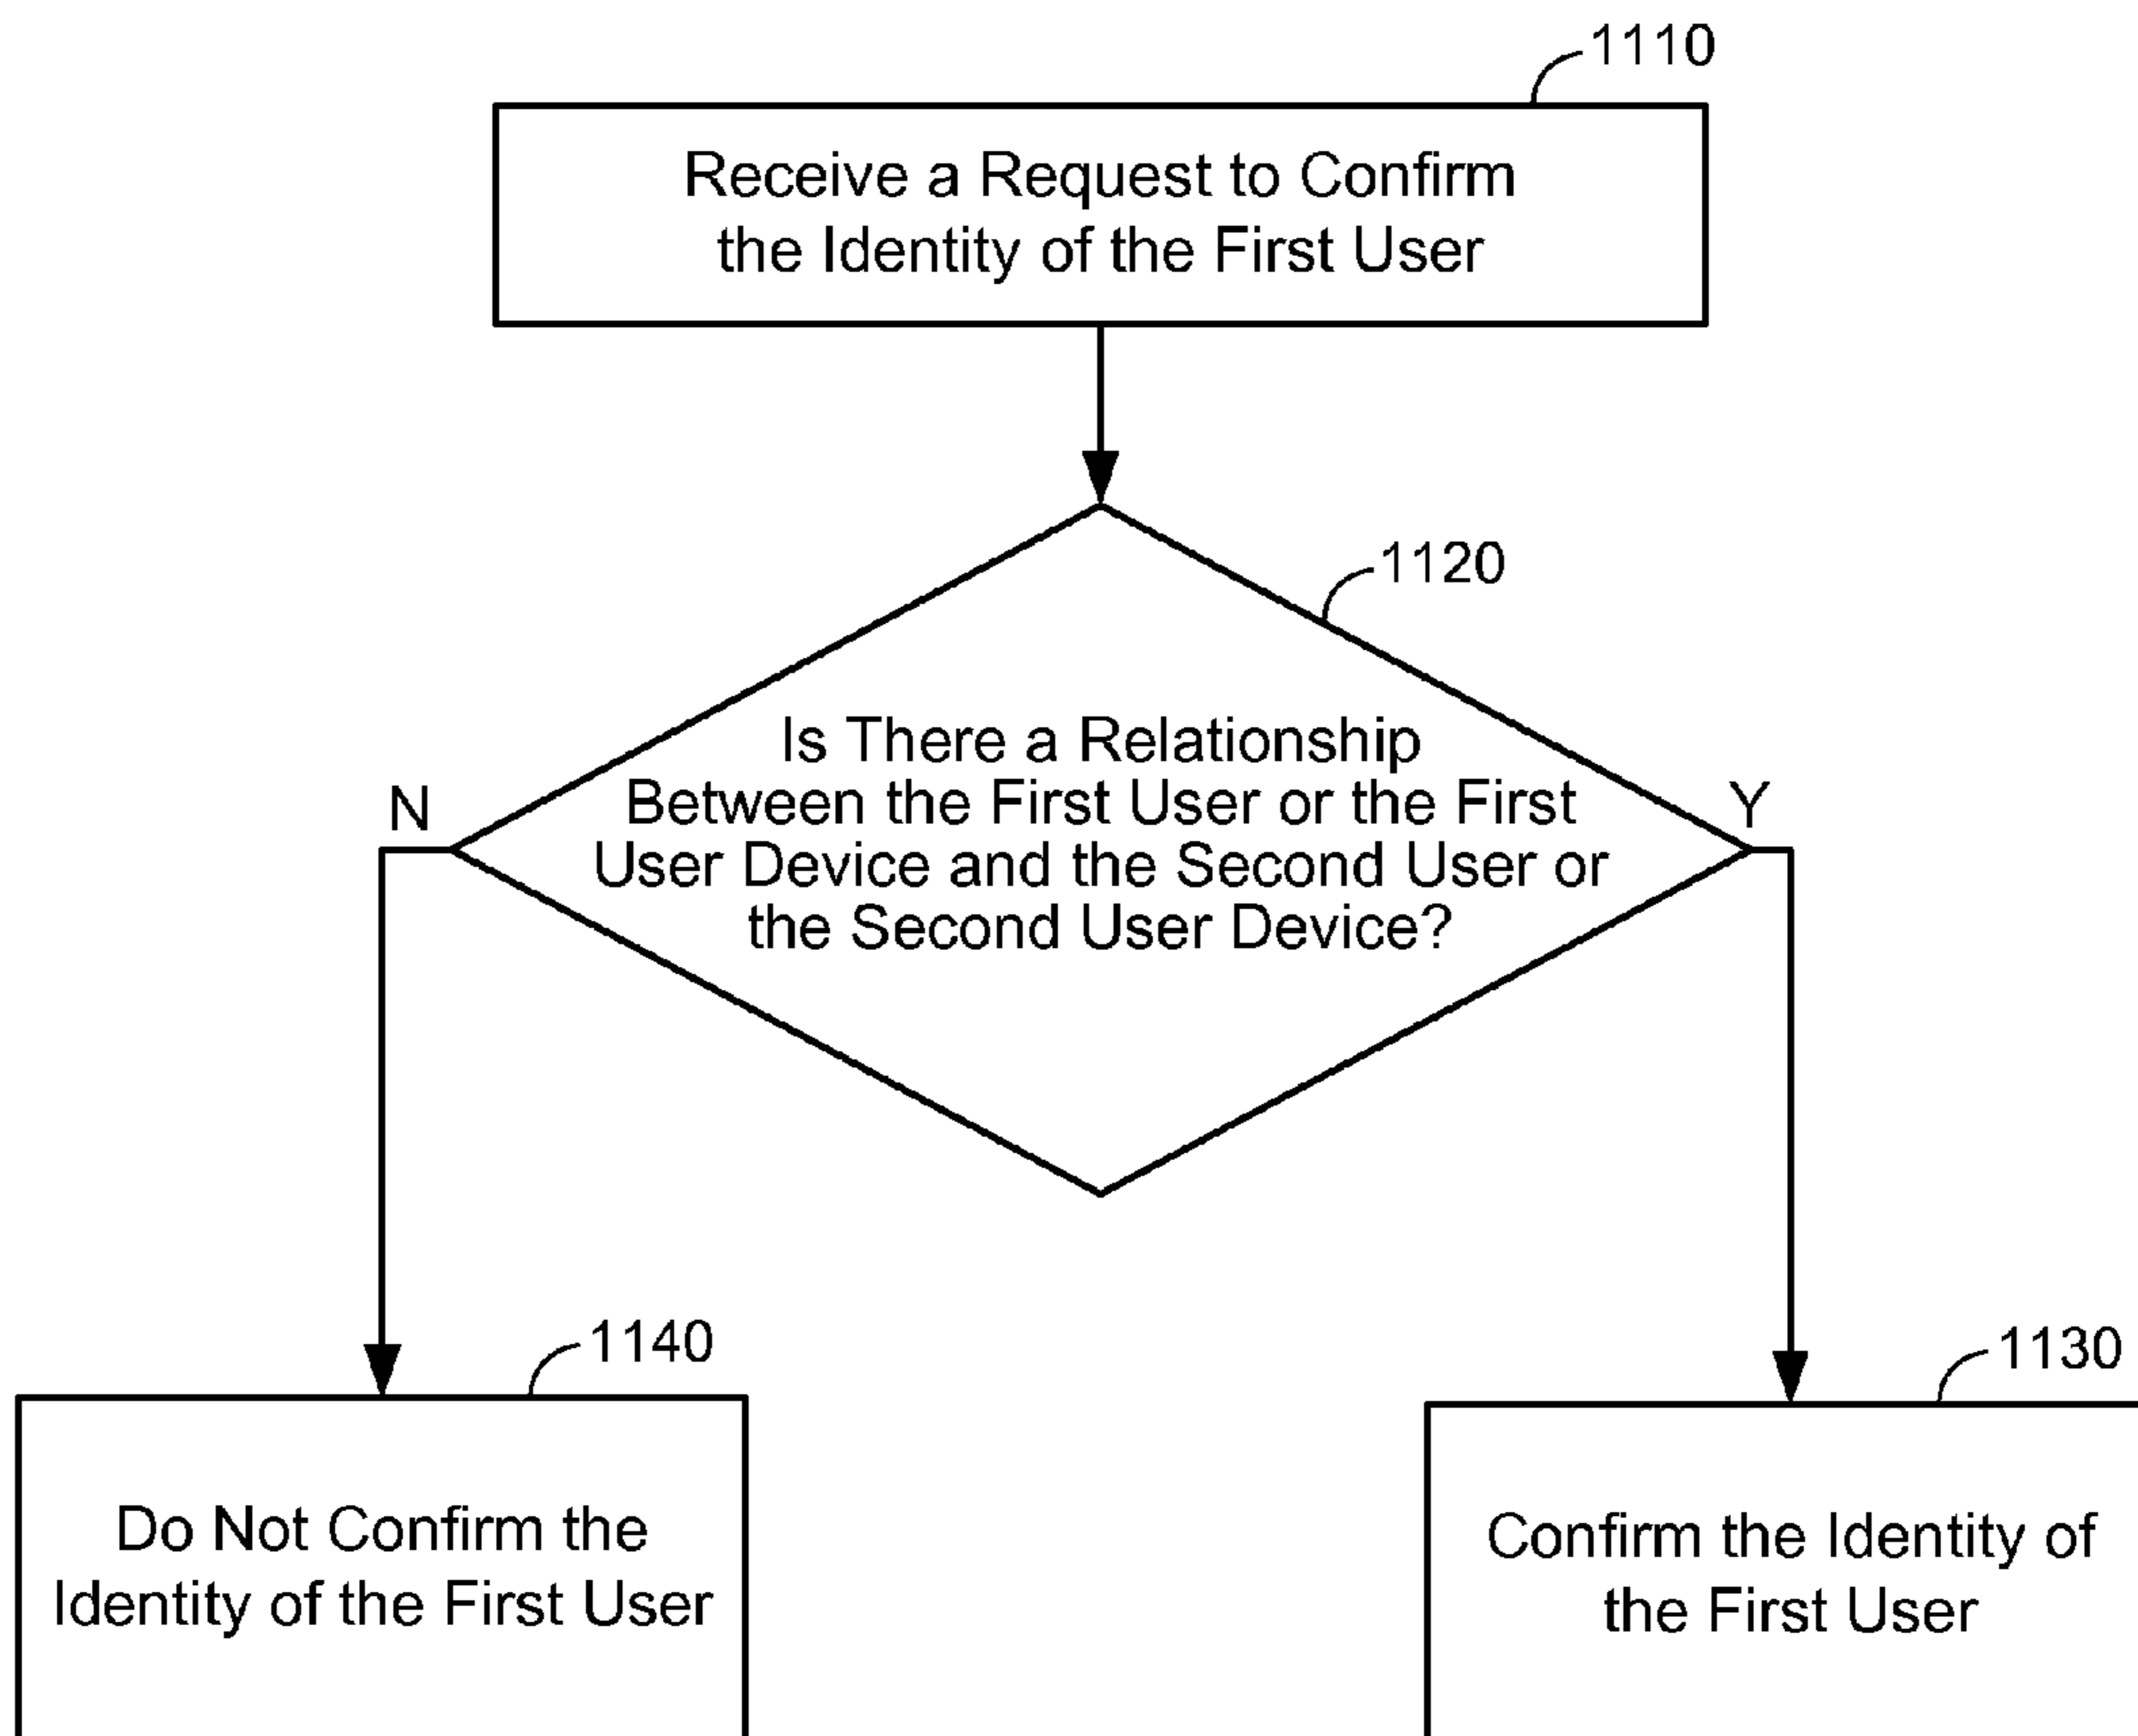 1110
Receive a Request to Confirm
the Identity of the First User
1120
Is There a Relationship
Between the First User or the First
User Device and the Second User or
the Second User Device?
N
Y
1140
Do Not Confirm the
Identity of the First User
1130
Confirm the Identity of
the First User